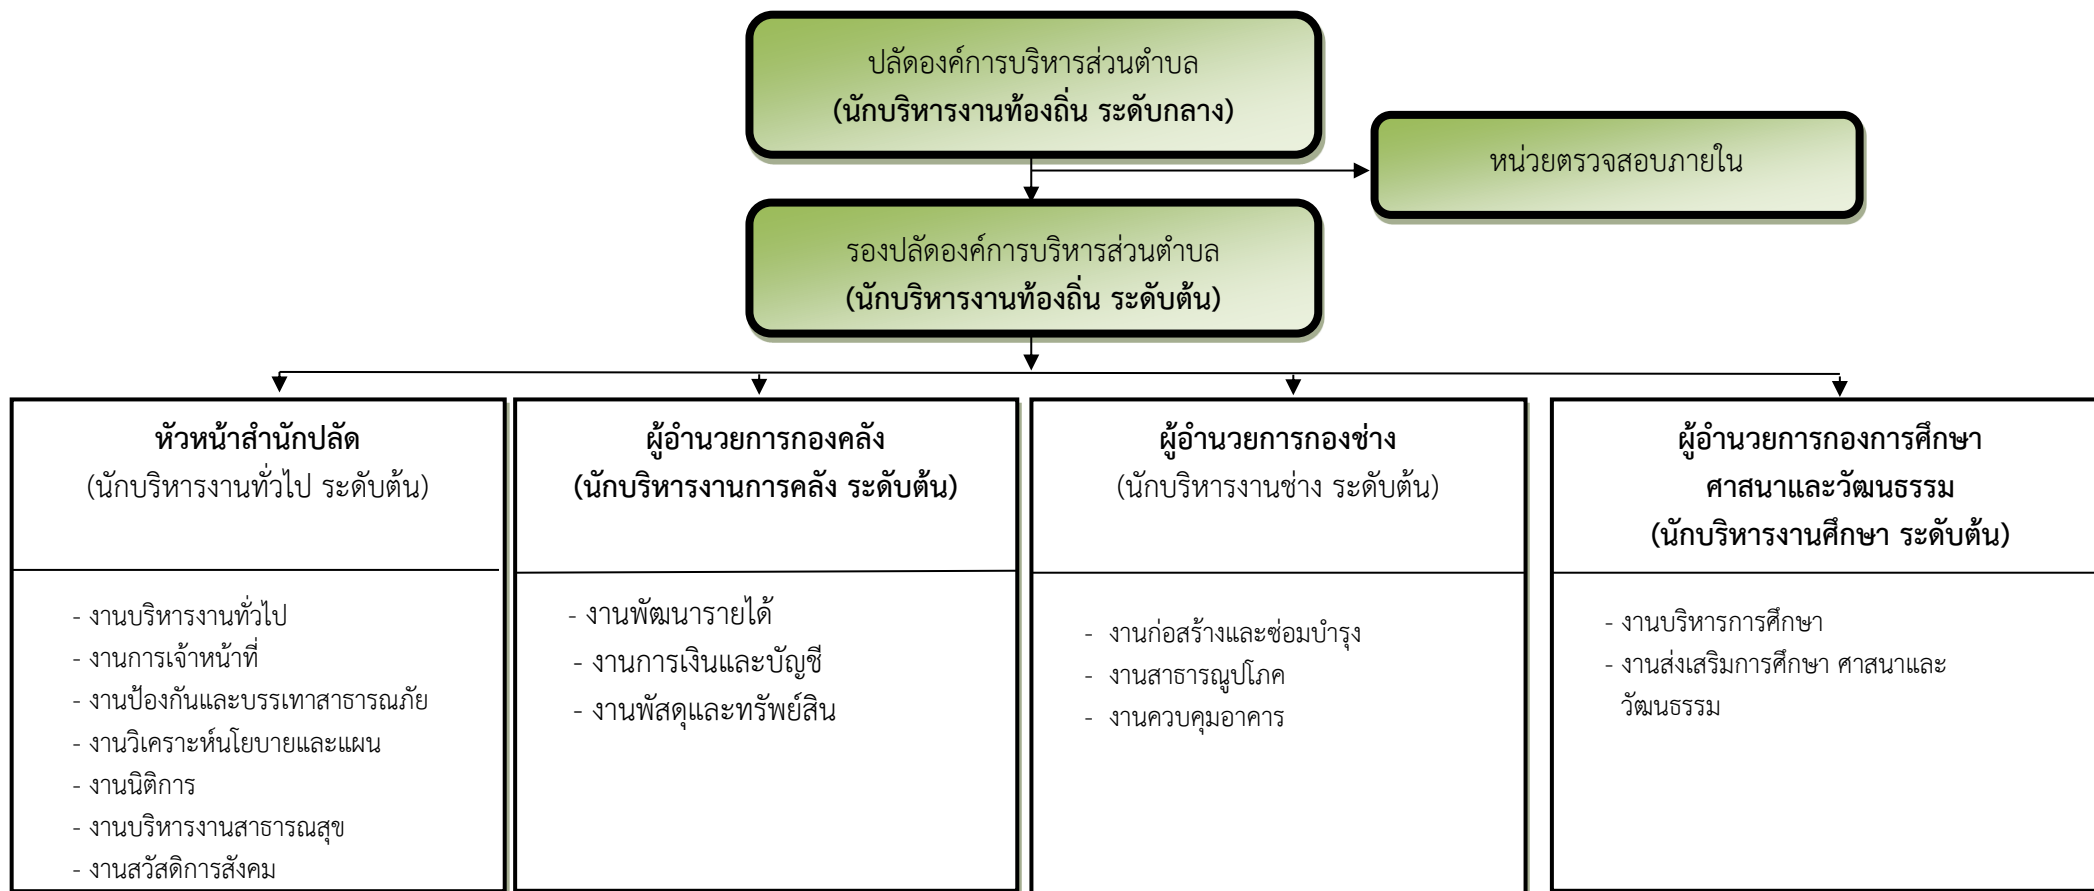 ปลัดองค์การบริหารส่วนตำบล
(นักบริหารงานท้องถิ่น ระดับกลาง)
หน่วยตรวจสอบภายใน
รองปลัดองค์การบริหารส่วนตำบล
(นักบริหารงานท้องถิ่น ระดับต้น)
หัวหน้าสำนักปลัด
(นักบริหารงานทั่วไป ระดับต้น)
- งานบริหารงานทั่วไป
- งานการเจ้าหน้าที่
- งานป้องกันและบรรเทาสาธารณภัย
- งานวิเคราะห์นโยบายและแผน
- งานนิติการ
- งานบริหารงานสาธารณสุข
- งานสวัสดิการสังคม
ผู้อำนวยการกองคลัง
(นักบริหารงานการคลัง ระดับต้น)
- งานพัฒนารายได้
- งานการเงินและบัญชี
- งานพัสดุและทรัพย์สิน
ผู้อำนวยการกองช่าง
(นักบริหารงานช่าง ระดับต้น)
- งานก่อสร้างและซ่อมบำรุง
- งานสาธารณูปโภค
- งานควบคุมอาคาร
ผู้อำนวยการกองการศึกษา
ศาสนาและวัฒนธรรม
(นักบริหารงานศึกษา ระดับต้น)
- งานบริหารการศึกษา
- งานส่งเสริมการศึกษา ศาสนาและ
วัฒนธรรม